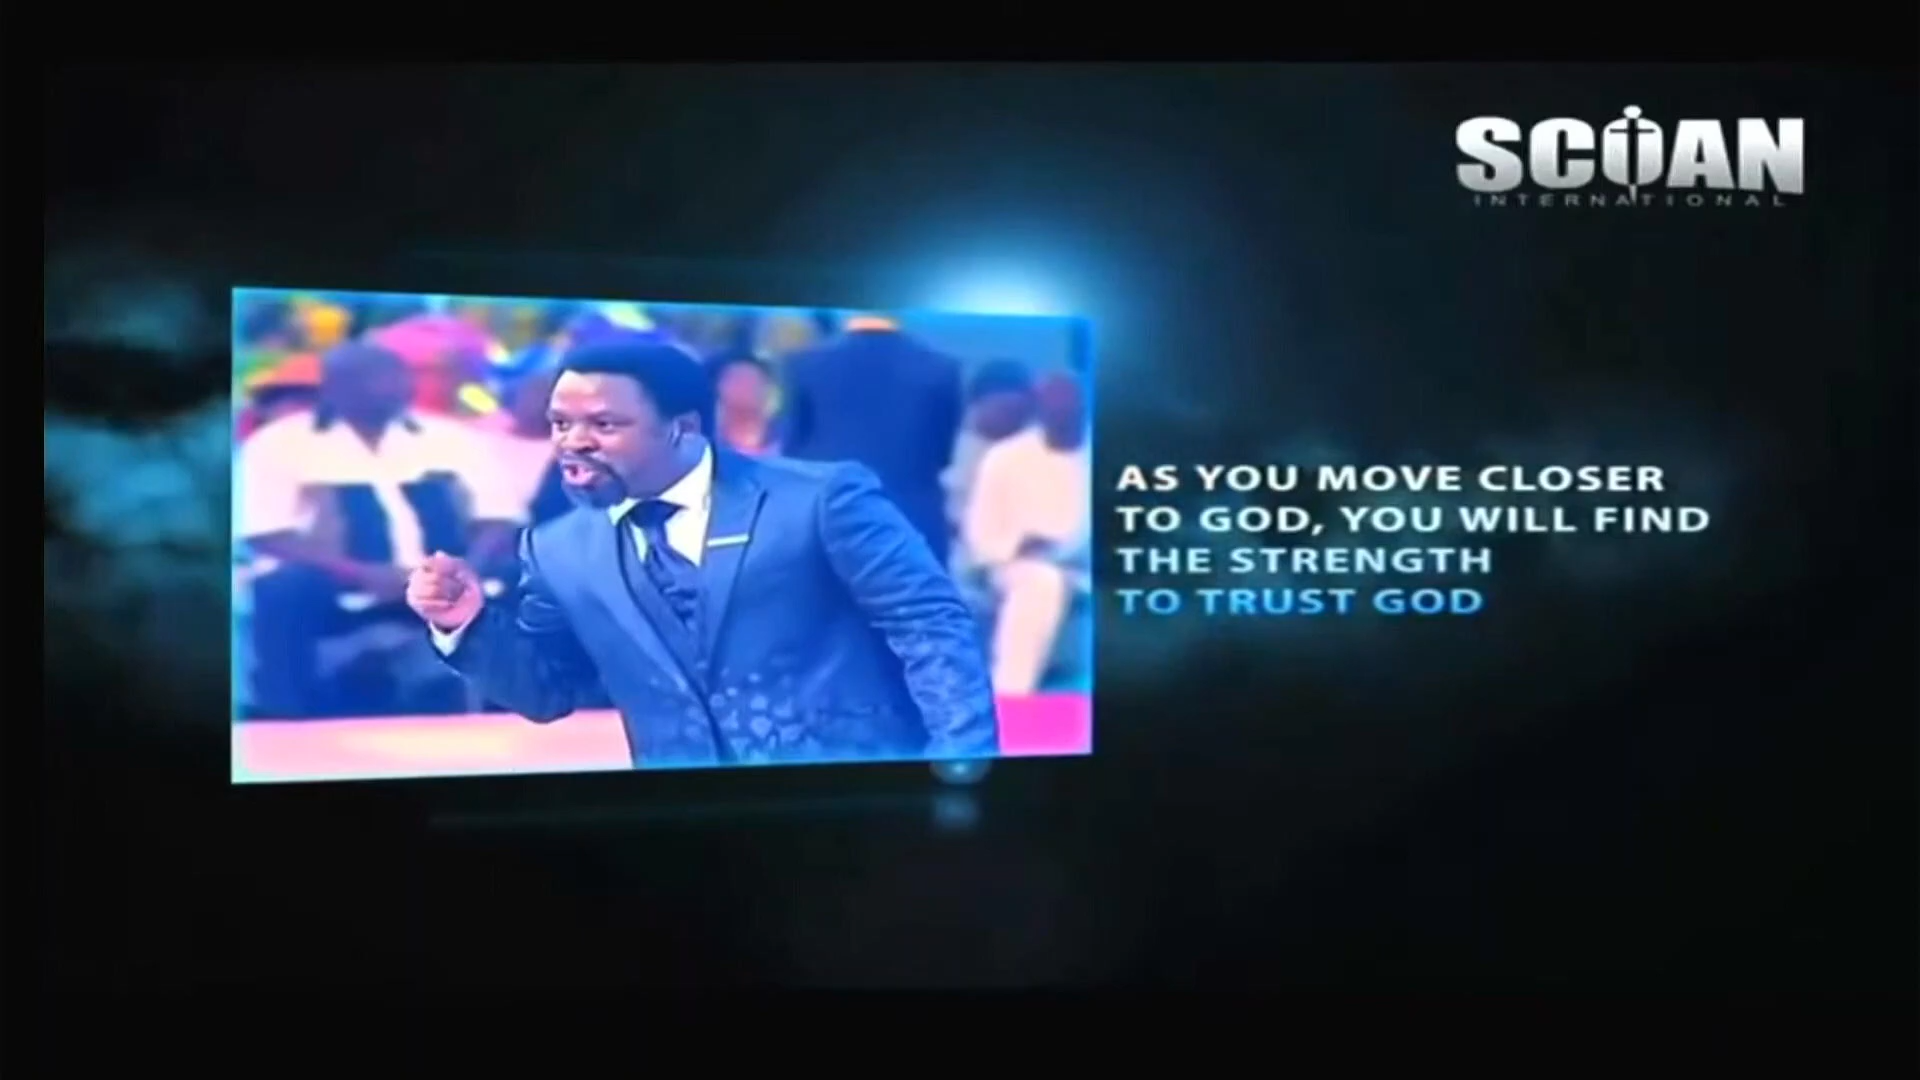 SCOAN
INTERNATIONAL
AS YOU MOVE CLOSER
TO GOD, YOU WILL FIND
THE STRENGTH
TO TRUST GOD